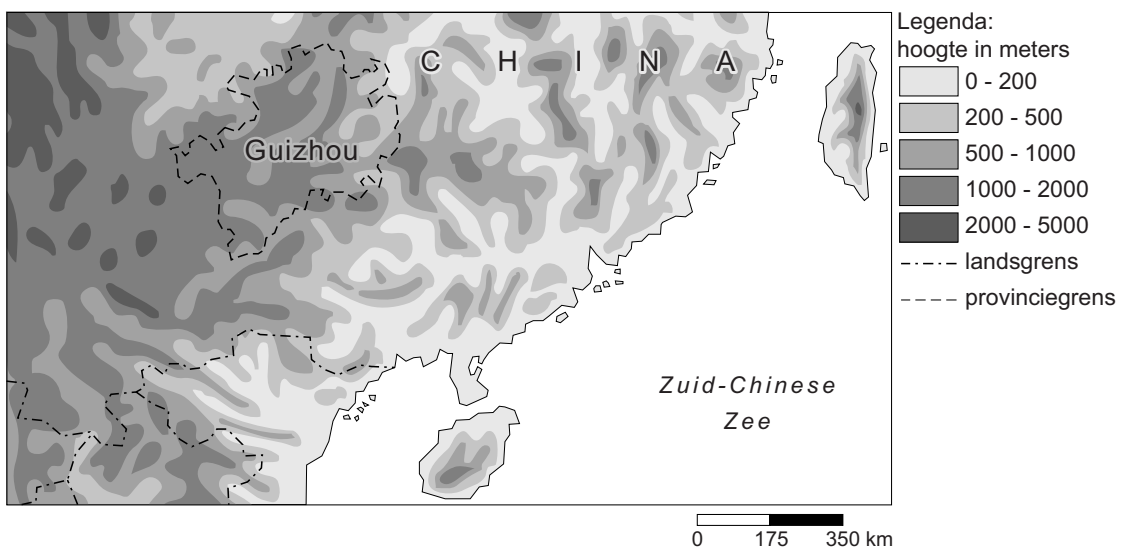 C H I N A
Guizhou
Zuid-Chinese
Zee
Legenda:
hoogte in meters
0 - 200
200 - 500
500 - 1000
1000 - 2000
2000 - 5000
landsgrens
provinciegrens
0 175 350 km